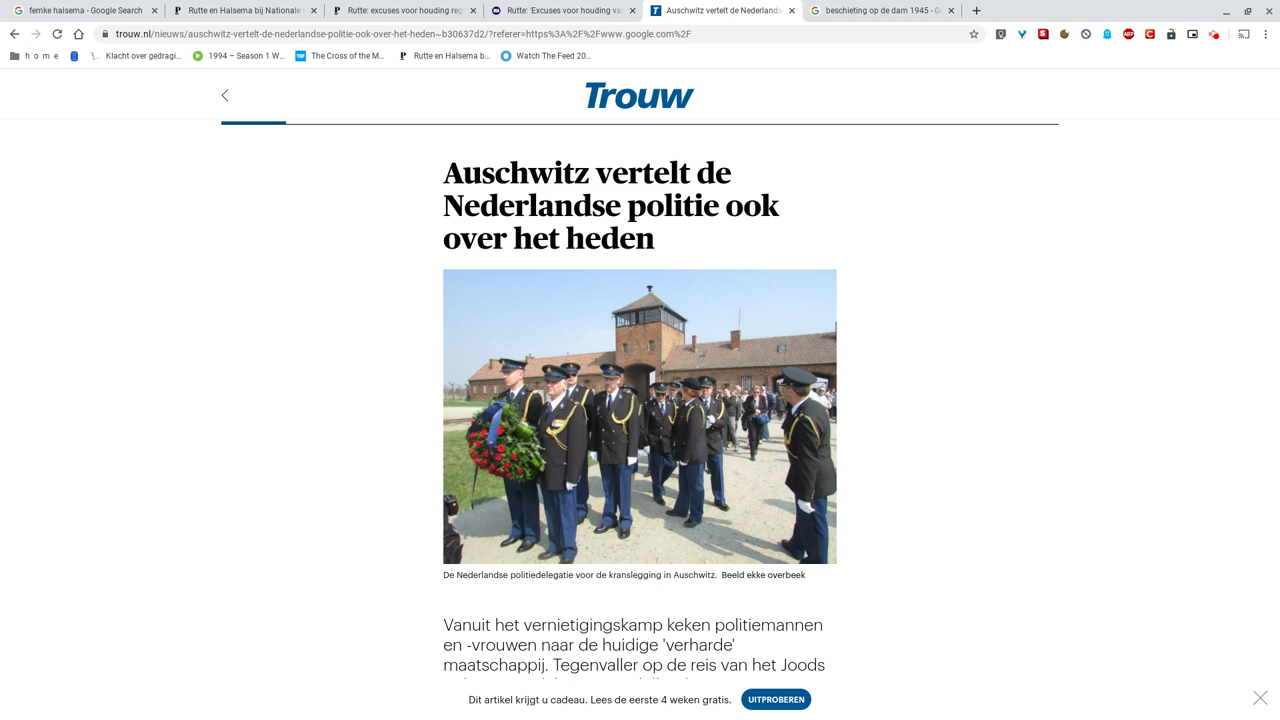 femke halsema - Google Search
Rutte en Halsema bij Nationale
Rutte: excuses voor houding reg
Rutte: 'Excuses voor houding va
Auschwitz vertelt de Nederlands
beschieting op de dam 1945 - G
trouw.nl/nieuws/auschwitz-vertelt-de-nederlandse-politie-ook-over-het-heden~b30637d2/?referer=https%3A%2F%2Fwww.google.com%2F
h o m e
Klacht over gedragi...
1994 – Season 1 W...
The Cross of the M...
Rutte en Halsema b...
Watch The Feed 20...
Trouw
Auschwitz vertelt de
Nederlandse politie ook
over het heden
De Nederlandse politiedelegatie voor de kranslegging in Auschwitz. Beeld ekke overbeek
Vanuit het vernietigingskamp keken politiemannen
en -vrouwen naar de huidige 'verharde'
maatschappij. Tegenvaller op de reis van het Joods
Dit artikel krijgt u cadeau. Lees de eerste 4 weken gratis.
UITPROBEREN